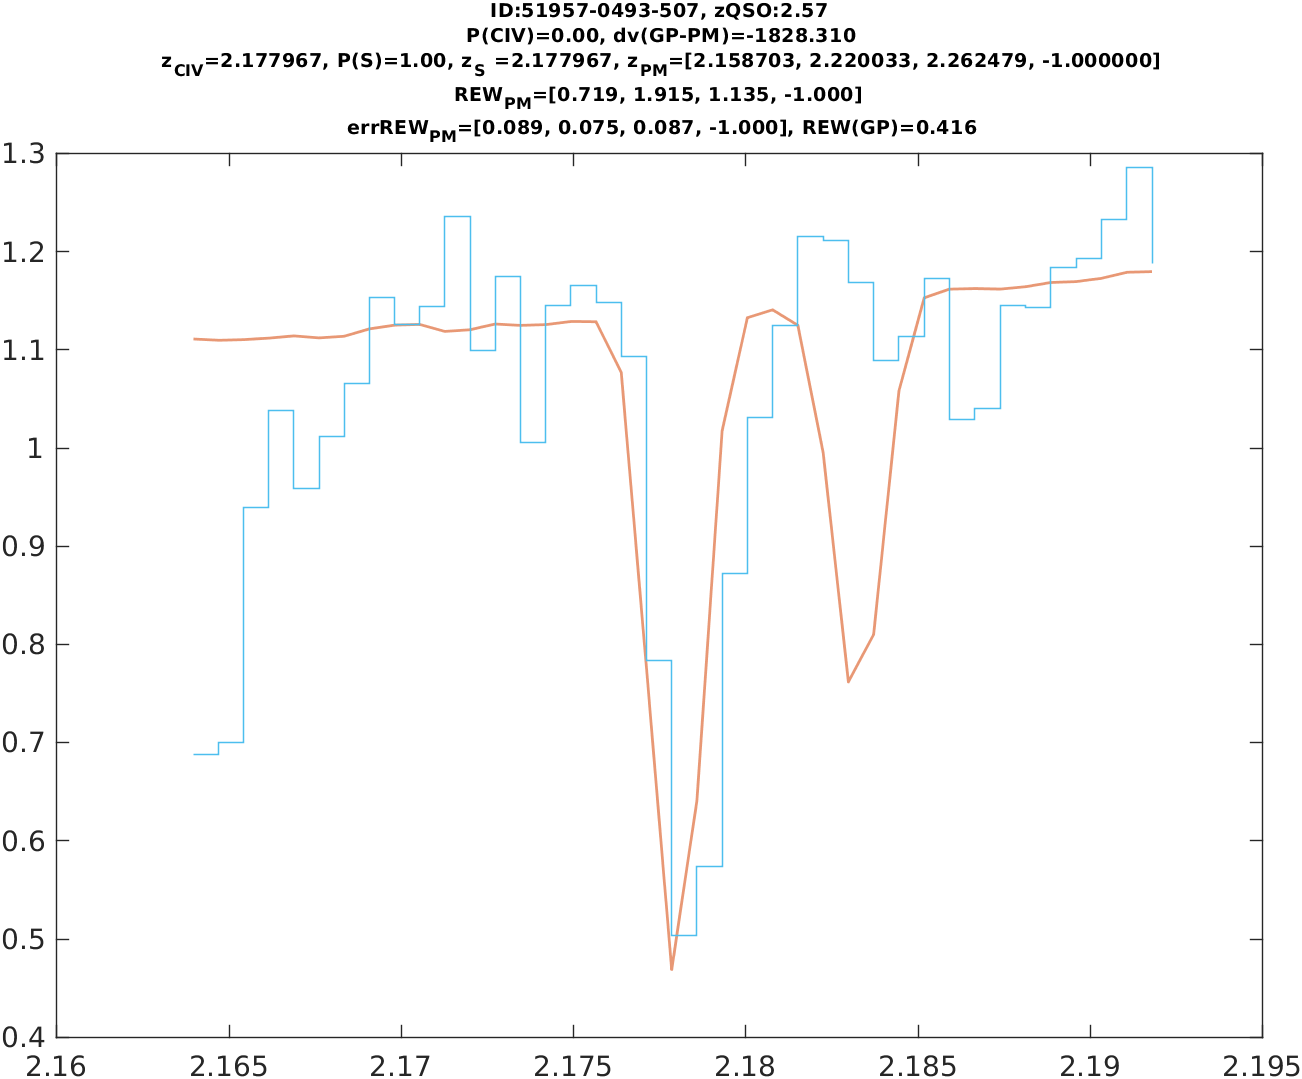 ID:51957-0493-507, zQSO:2.57
P(CIV)=0.00, dv(GP-PM)=-1828.310
zCIV=2.177967, P(S)=1.00, zS =2.177967, zPM=[2.158703, 2.220033, 2.262479, -1.000000]
REWPM=[0.719, 1.915, 1.135, -1.000]
errREWPM=[0.089, 0.075, 0.087, -1.000], REW(GP)=0.416
1.3
1.2
1.1
1
0.9
0.8
0.7
0.6
0.5
0.4
2.16 2.165 2.17 2.175 2.18 2.185 2.19 2.195